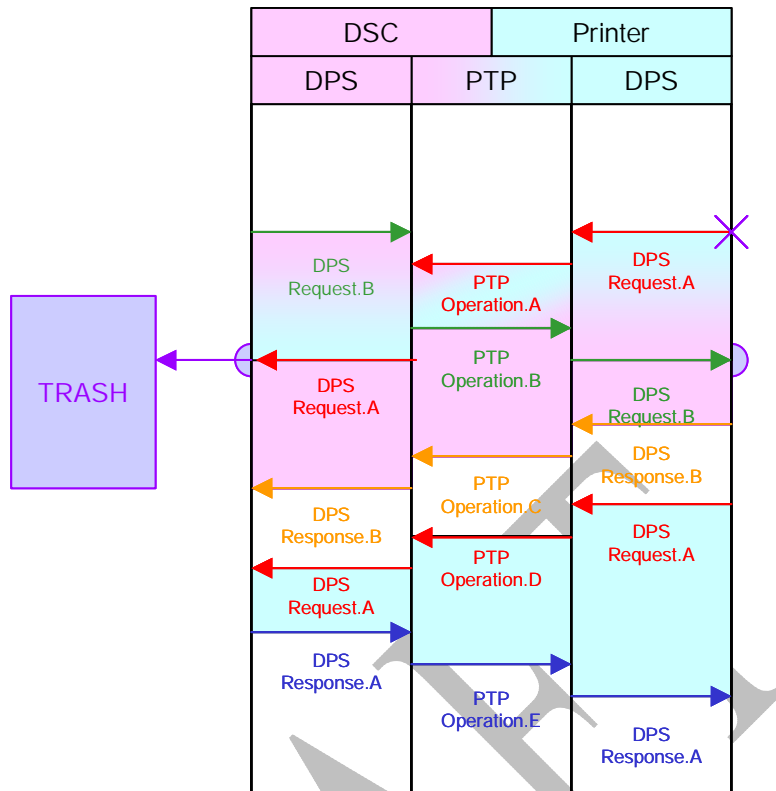 DSC
Printer
DPS
PTP
DPS
DPS
Request.B
PTP
Operation.A
DPS
Request.A
TRASH
DPS
Request.A
PTP
Operation.B
DPS
Request.B
DPS
Response.B
PTP
Operation.C
DPS
Response.B
DPS
Request.A
PTP
Operation.D
DPS
Request.A
DPS
Response.A
PTP
Operation.E
DPS
Response.A